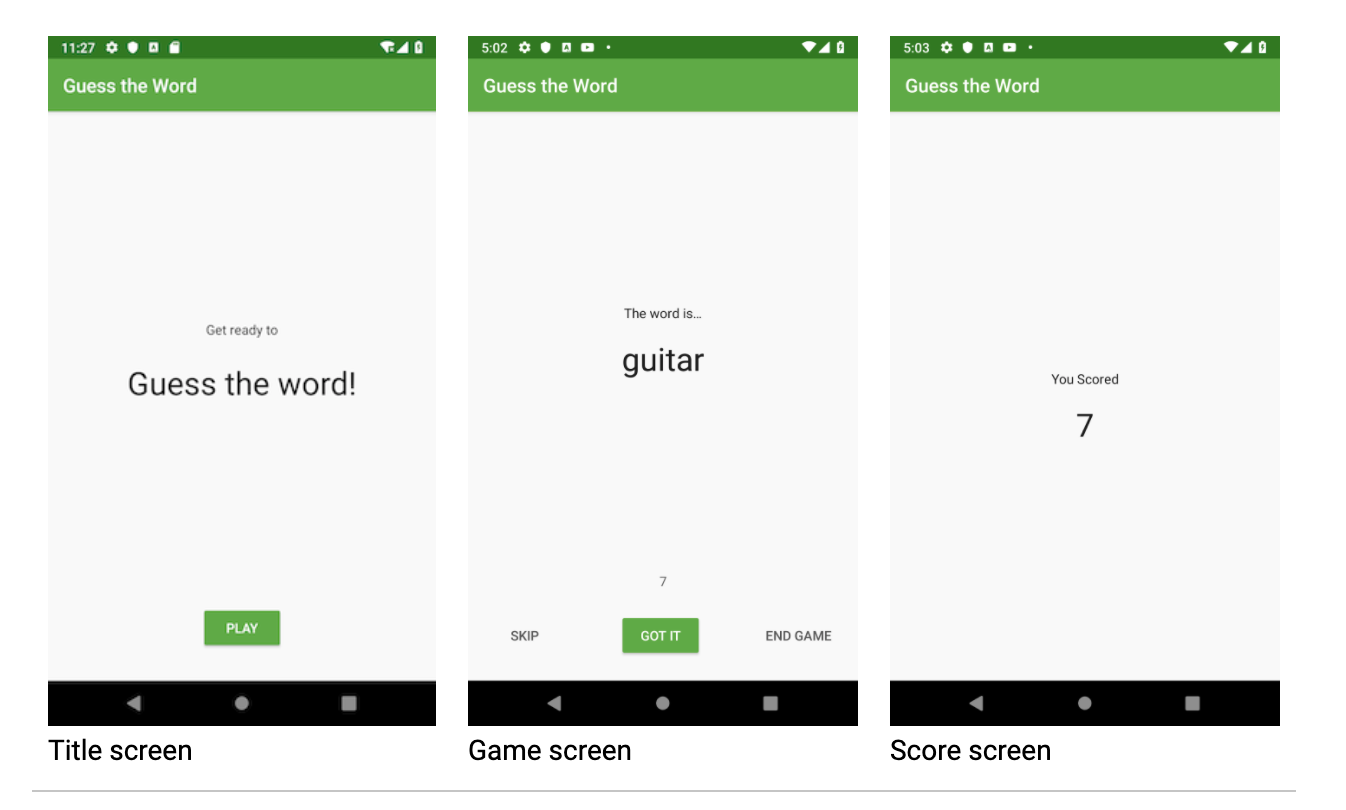 11:27
Guess the Word
Get ready to
Guess the word!
PLAY
Title screen
5:02
Guess the Word
The word is...
guitar
7
SKIP
GOT IT
END GAME
Game screen
5:03
Guess the Word
You Scored
7
Score screen